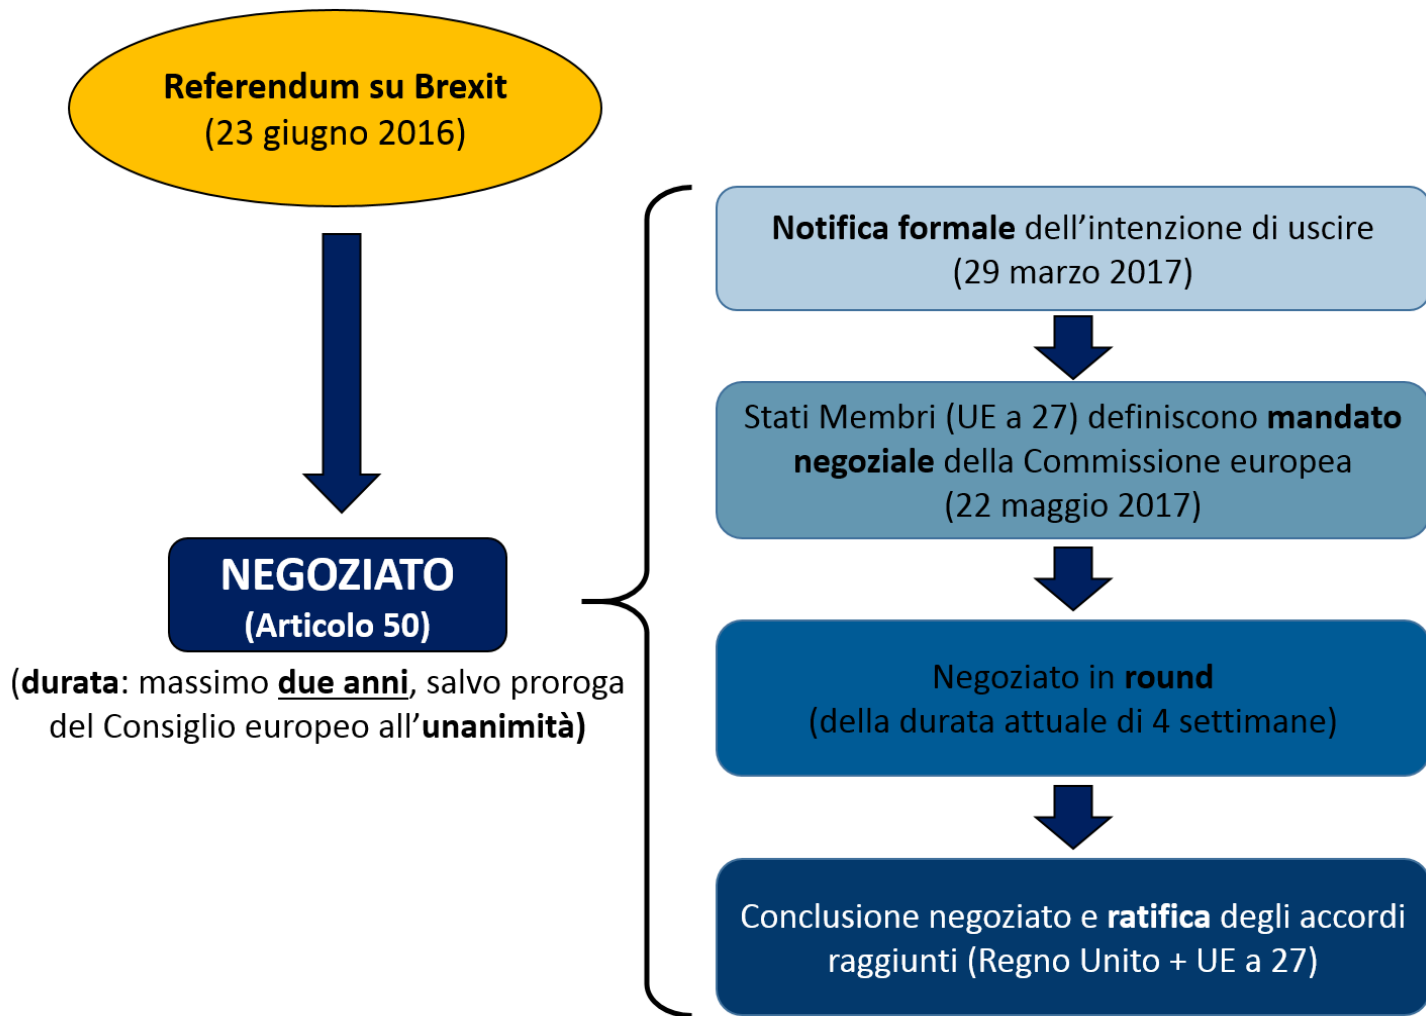 Referendum su Brexit
(23 giugno 2016)
NEGOZIATO
(Articolo 50)
(durata: massimo due anni, salvo proroga
del Consiglio europeo all’unanimità)
Notifica formale dell’intenzione di uscire
(29 marzo 2017)
Stati Membri (UE a 27) definiscono mandato
negoziale della Commissione europea
(22 maggio 2017)
Negoziato in round
(della durata attuale di 4 settimane)
Conclusione negoziato e ratifica degli accordi
raggiunti (Regno Unito + UE a 27)